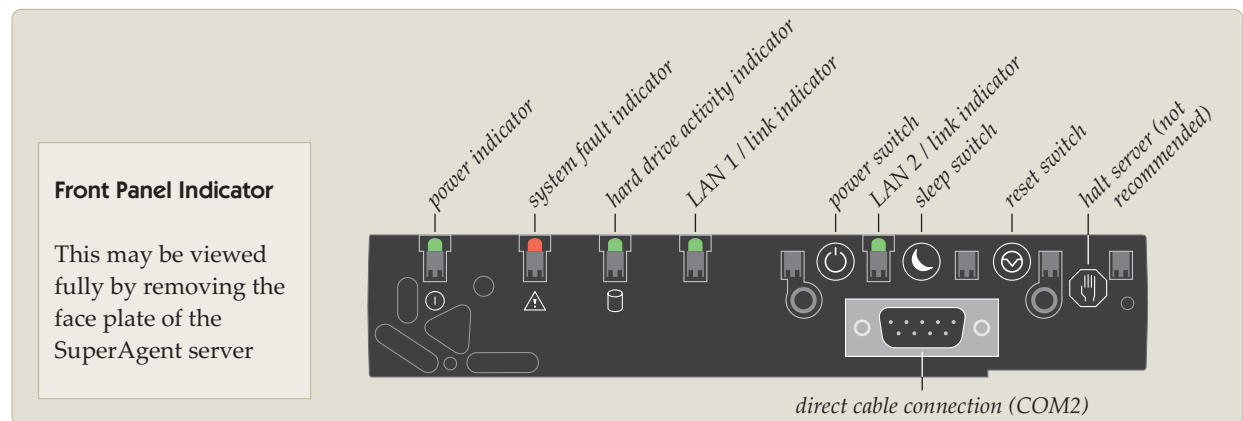 Front Panel Indicator
This may be viewed
fully by removing the
face plate of the
SuperAgent server
power indicator
system fault indicator
hard drive activity indicator
LAN 1 / link indicator
power switch
LAN 2 / link indicator
sleep switch
reset switch
halt server (not
recommended)
direct cable connection (COM2)